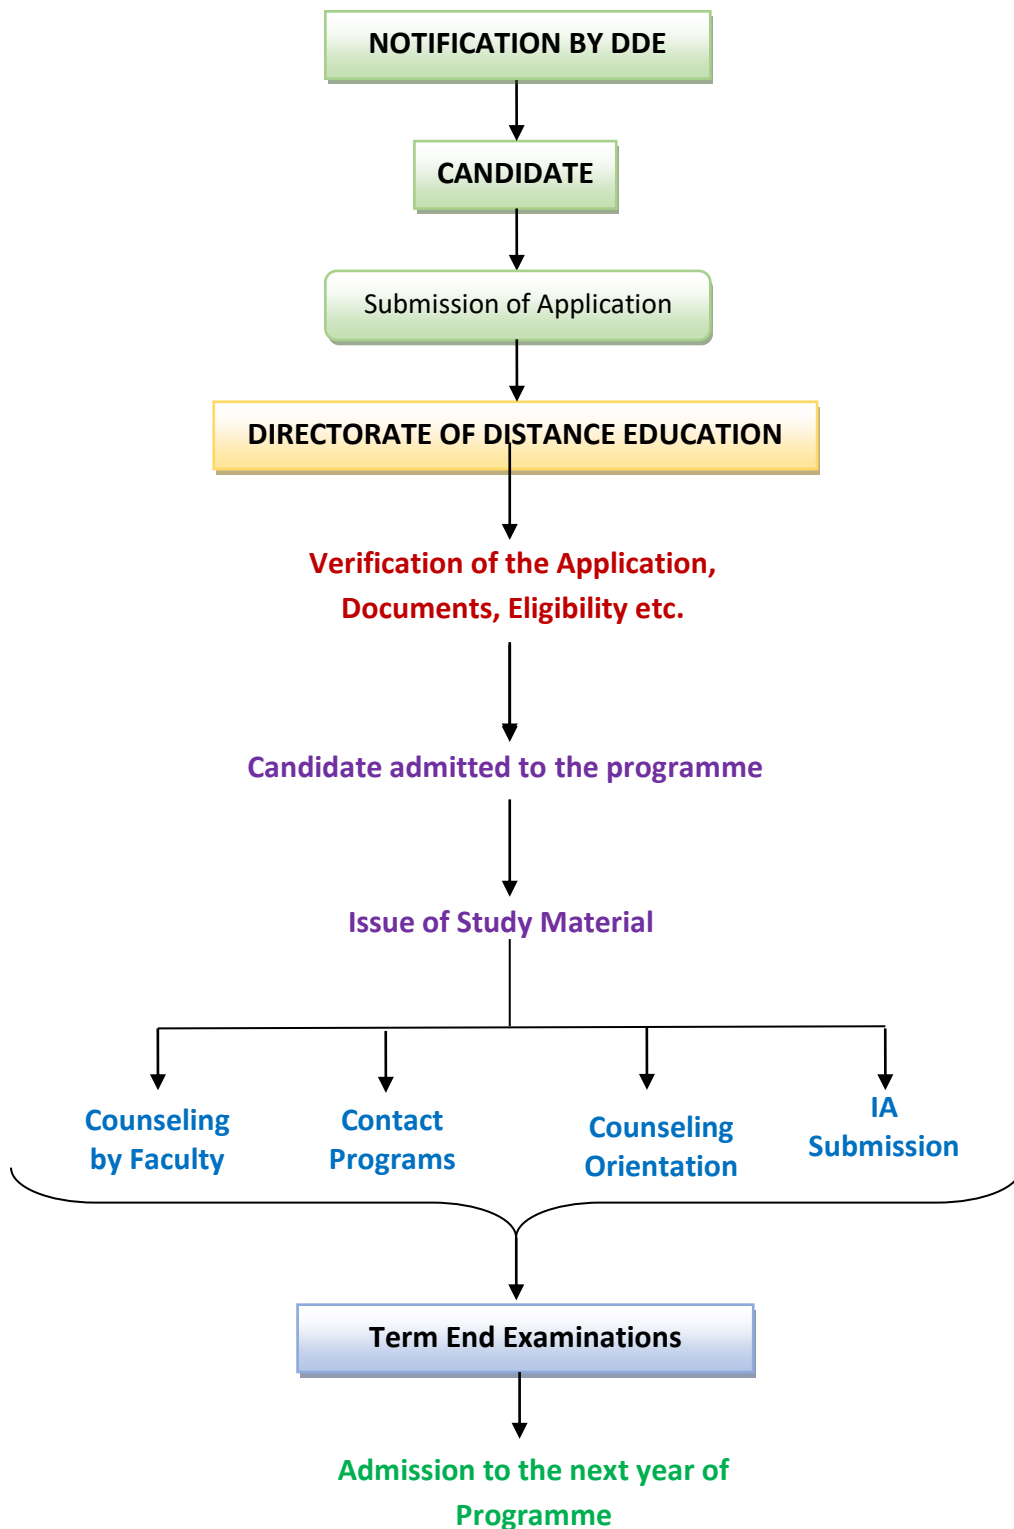 NOTIFICATION BY DDE
CANDIDATE
Submission of Application
DIRECTORATE OF DISTANCE EDUCATION
Verification of the Application,
Documents, Eligibility etc.
Candidate admitted to the programme
Issue of Study Material
Counseling
by Faculty
Contact
Programs
Counseling
Orientation
IA
Submission
Term End Examinations
Admission to the next year of
Programme